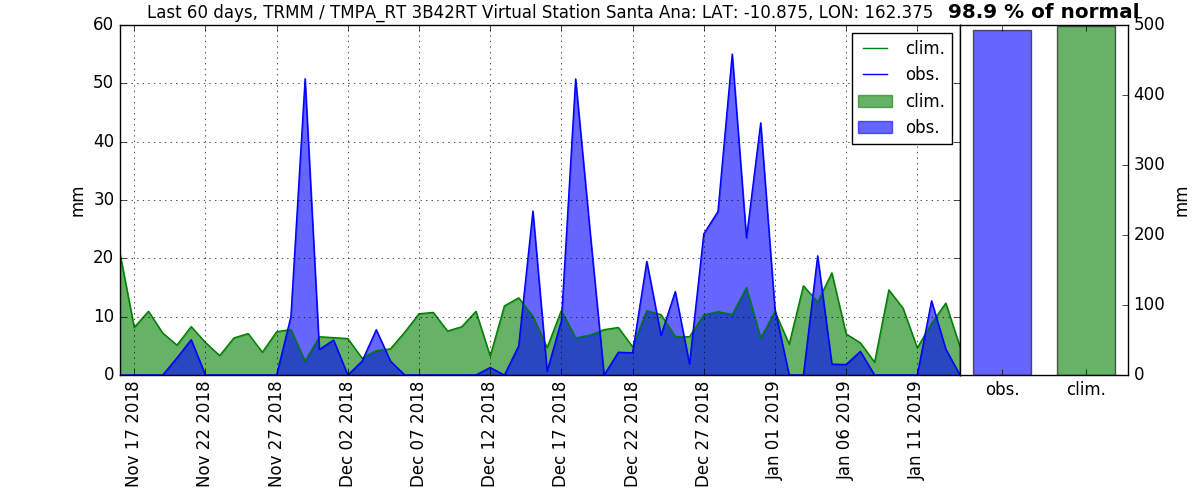 Last 60 days, TRMM / TMPA_RT 3B42RT Virtual Station Santa Ana: LAT: -10.875, LON: 162.375
98.9 % of normal
60
50
40
30
20
10
0
mm
clim.
obs.
clim.
obs.
500
400
300
200
100
0
mm
obs.
clim.
Nov 17 2018
Nov 22 2018
Nov 27 2018
Dec 02 2018
Dec 07 2018
Dec 12 2018
Dec 17 2018
Dec 22 2018
Dec 27 2018
Jan 01 2019
Jan 06 2019
Jan 11 2019